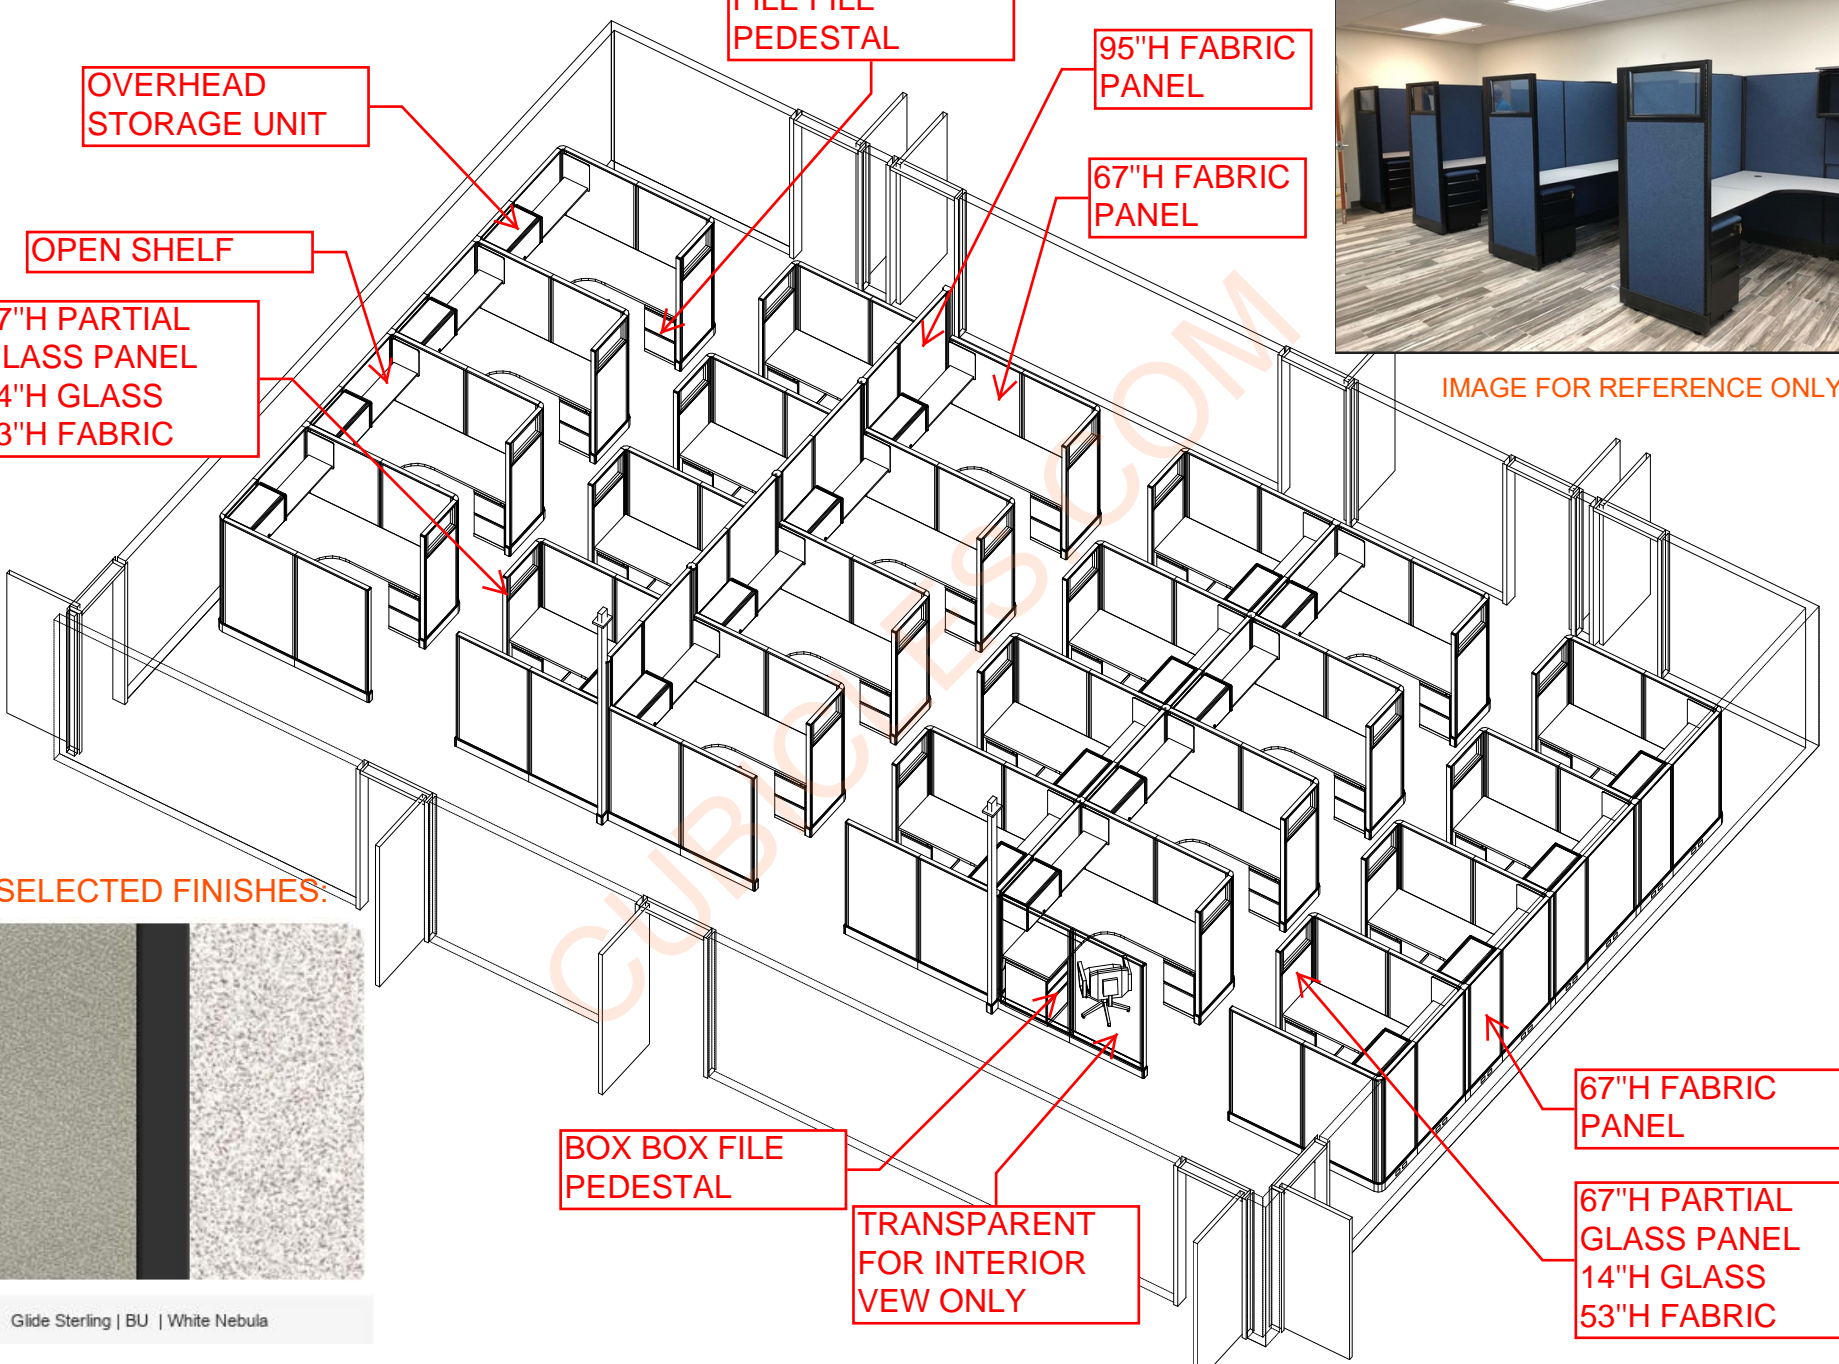 PEDESTAL
95"H FABRIC
PANEL
OVERHEAD
STORAGE UNIT
67"H FABRIC
PANEL
OPEN SHELF
7"H PARTIAL
LASS PANEL
4"H GLASS
3"H FABRIC
IMAGE FOR REFERENCE ONLY
CUBICLES.COM
SELECTED FINISHES:
Glide Sterling | BU | White Nebula
BOX BOX FILE
PEDESTAL
TRANSPARENT
FOR INTERIOR
VEW ONLY
67"H FABRIC
PANEL
67"H PARTIAL
GLASS PANEL
14"H GLASS
53"H FABRIC